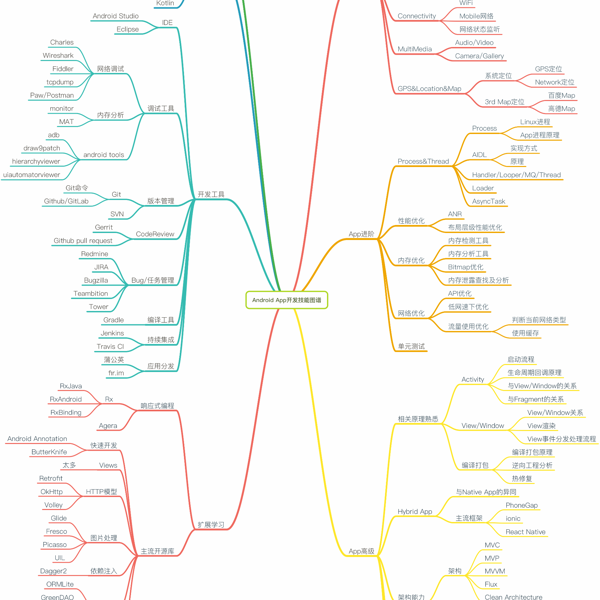 Kotlin
Android Studio
IDE
Eclipse
Charles
Wireshark
Fiddler
网络调试
topdump
Paw/Postman
monitor
内存分析
MAT
调试工具
adb
draw9patch
android tools
hierarchyviewer
uiautomatorviewer
Git命令
Git
Github/GitLab
版本管理
SVN
开发工具
Gerrit
CodeReview
Github pull request
Redmine
JIRA
Bugzilla
Bug/任务管理
Teambition
Tower
Gradle
编译工具
Jenkins
持续集成
Travis CI
蒲公英
应用分发
fir.im
RxJava
RxAndroid
Rx
RxBinding
响应式编程
Agera
Android Annotation
快速开发
ButterKnife
太多
Views
Retrofit
OkHttp
HTTP模型
Volley
Glide
Fresco
图片处理
Picasso
UIL
主流开源库
扩展学习
Dagger2
依赖注入
ORMLite
GreenDAO
Android App开发技能图谱
WiFi
Connectivity
Mobile网络
网络状态监听
MultiMedia
Audio/Video
Camera/Gallery
GPS&Location&Map
系统定位
GPS定位
Network定位
3rd Map定位
百度Map
高德Map
Process
Linux进程
App进程原理
Process&Thread
AIDL
实现方式
原理
Handler/Looper/MQ/Thread
Loader
AsyncTask
App进阶
性能优化
ANR
布局层级性能优化
内存优化
内存检测工具
内存分析工具
Bitmap优化
内存泄露查找及分析
网络优化
API优化
低网速下优化
流量使用优化
判断当前网络类型
使用缓存
单元测试
相关原理熟悉
Activity
启动流程
生命周期回调原理
与View/Window的关系
与Fragment的关系
View/Window
View/Window关系
View渲染
View事件分发处理流程
编译打包
编译打包原理
逆向工程分析
热修复
App高级
Hybrid App
与Native App的异同
主流框架
PhoneGap
ionic
React Native
架构能力
架构
MVC
MVP
MVVM
Flux
Clean Architecture